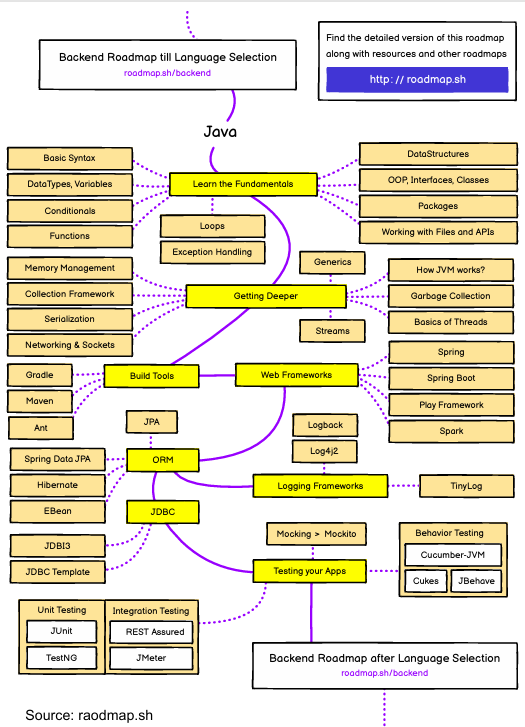 Backend Roadmap till Language Selection
roadmap.sh/backend
Find the detailed version of this roadmap
along with resources and other roadmaps
http: // roadmap.sh
Java
Basic Syntax
DataTypes, Variables
Conditionals
Functions
Learn the Fundamentals
DataStructures
OOP, Interfaces, Classes
Packages
Working with Files and APIs
Loops
Exception Handling
Memory Management
Collection Framework
Serialization
Networking & Sockets
Getting Deeper
Generics
Streams
How JVM works?
Garbage Collection
Basics of Threads
Gradle
Maven
Ant
Build Tools
Web Frameworks
Spring
Spring Boot
Play Framework
Spark
JPA
Spring Data JPA
Hibernate
EBean
ORM
Logback
Log4j2
Logging Frameworks
TinyLog
JDBC
JDBI3
JDBC Template
Mocking > Mockito
Testing your Apps
Behavior Testing
Cucumber-JVM
Cukes
JBehave
Unit Testing
JUnit
TestNG
Integration Testing
REST Assured
JMeter
Backend Roadmap after Language Selection
roadmap.sh/backend
Source: raodmap.sh